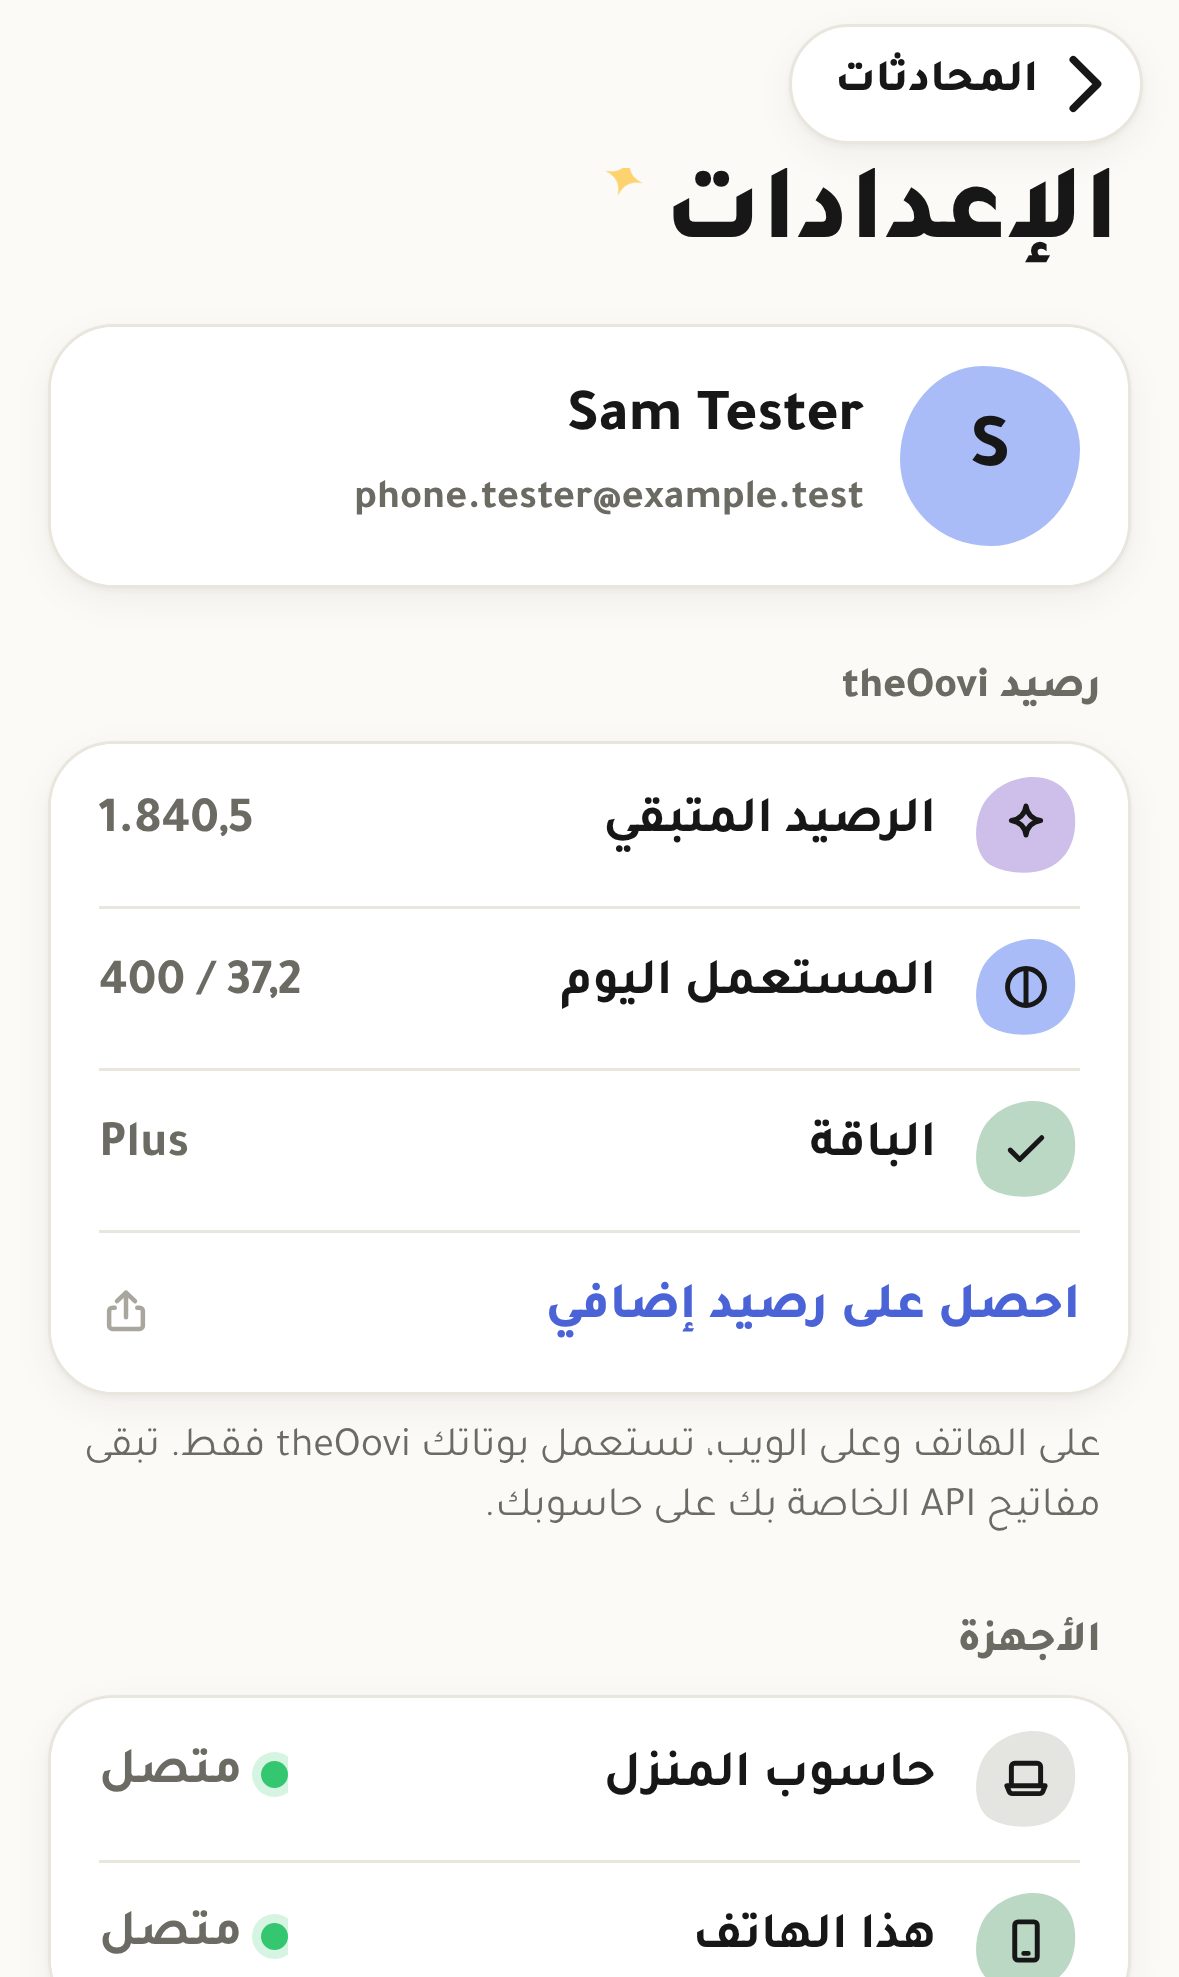 المحادثات
الإعدادات
S
Sam Tester
phone.tester@example.test
رصيد theOovi
الرصيد المتبقي 1.840,5
المستعمل اليوم 37,2 / 400
الباقة Plus
احصل على رصيد إضافي
على الهاتف وعلى الويب، تستعمل بوتاتك theOovi فقط. تبقى
مفاتيح API الخاصة بك على حاسوبك.
الأجهزة
حاسوب المنزل متصل
هذا الهاتف متصل